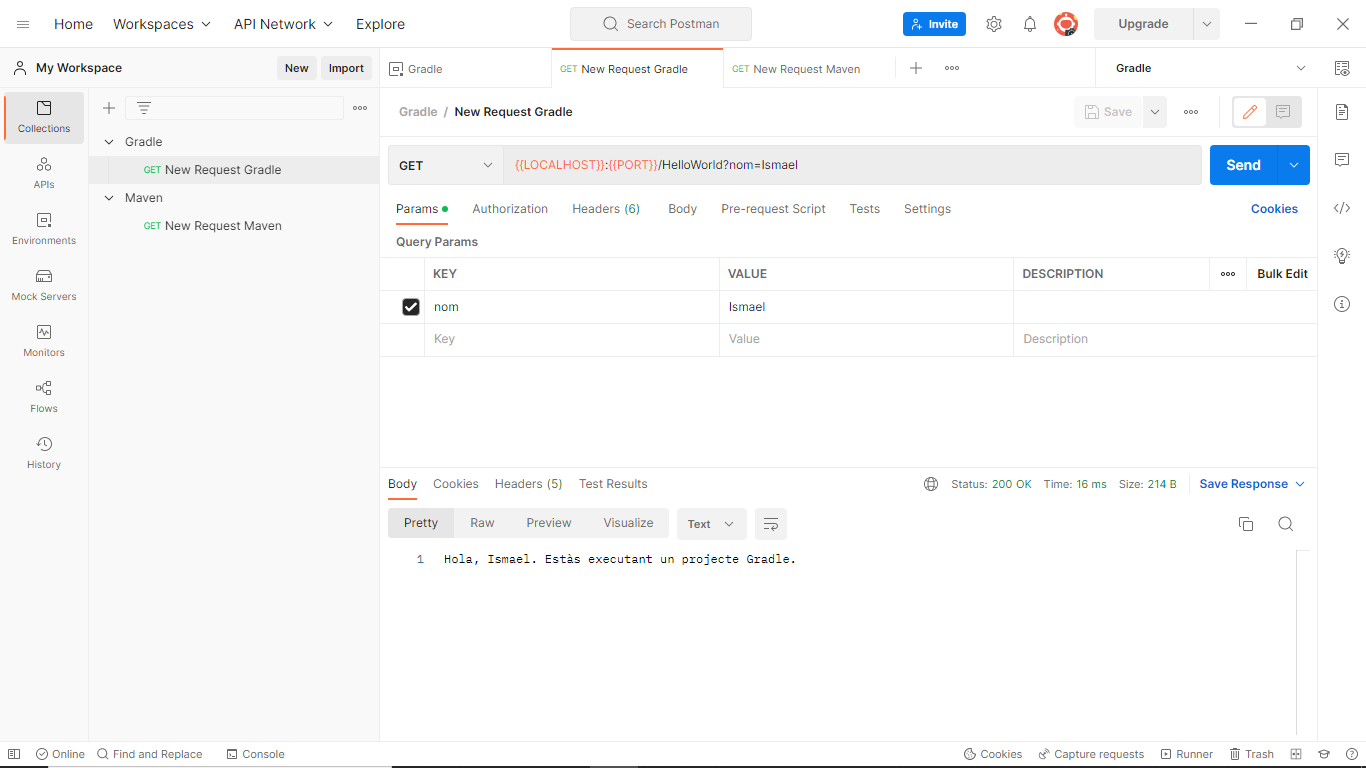 Home Workspaces API Network Explore Search Postman Invite Upgrade
My Workspace New Import Gradle GET New Request Gradle GET New Request Maven Gradle
Collections
APIs
Environments
Mock Servers
Monitors
Flows
History
Gradle
GET New Request Gradle
Maven
GET New Request Maven
Gradle / New Request Gradle Save
GET {{LOCALHOST}}:{{PORT}}/HelloWorld?nom=Ismael Send
Params Authorization Headers (6) Body Pre-request Script Tests Settings Cookies
Query Params
KEY VALUE DESCRIPTION Bulk Edit
nom Ismael
Key Value Description
Body Cookies Headers (5) Test Results Status: 200 OK Time: 16 ms Size: 214 B Save Response
Pretty Raw Preview Visualize Text
1 Hola, Ismael. Estàs executant un projecte Gradle.
Online Find and Replace Console Cookies Capture requests Runner Trash